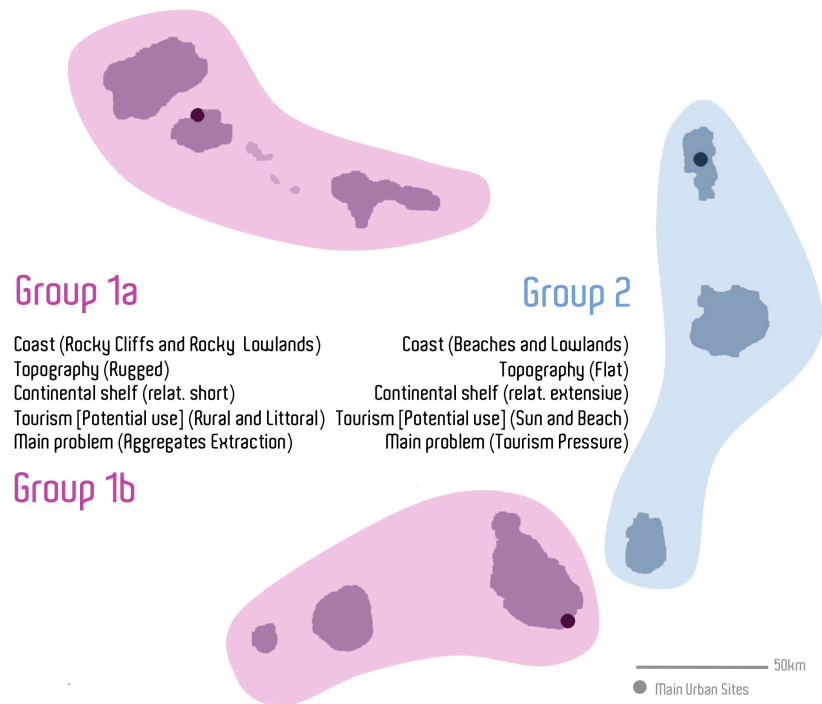 Group 1a
Coast (Rocky Cliffs and Rocky Lowlands)
Topography (Rugged)
Continental shelf (relat. short)
Tourism [Potential use] (Rural and Littoral)
Main problem (Aggregates Extraction)
Group 1b
Group 2
Coast (Beaches and Lowlands)
Topography (Flat)
Continental shelf (relat. extensive)
Tourism [Potential use] (Sun and Beach)
Main problem (Tourism Pressure)
50km
Main Urban Sites